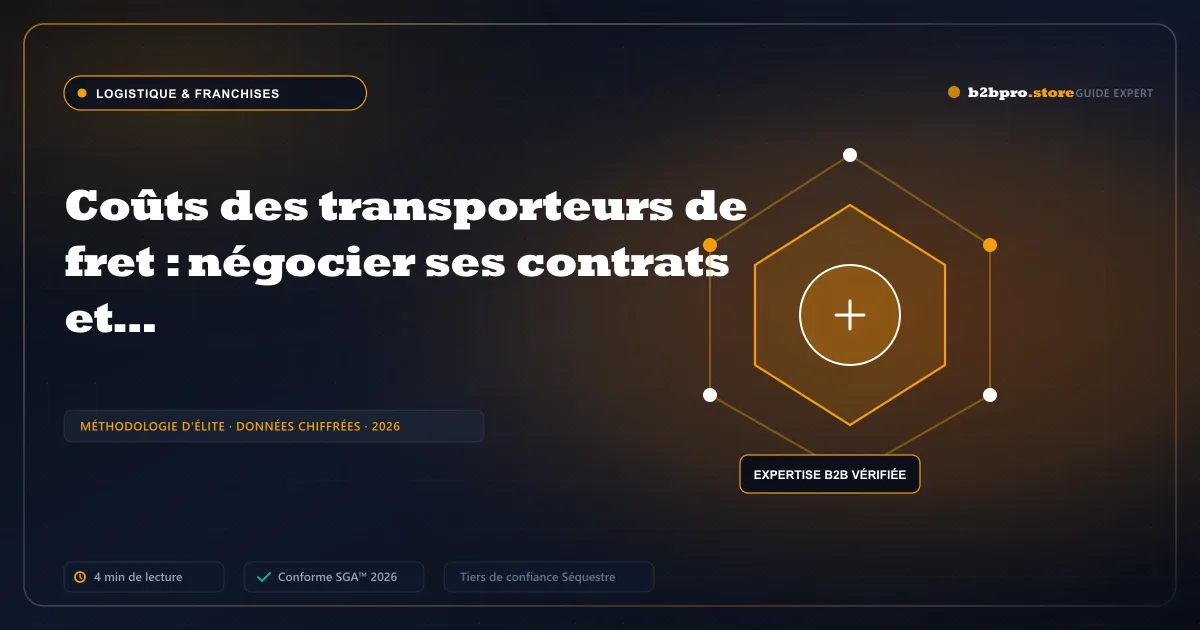 LOGISTIQUE & FRANCHISES
b2bpro.store GUIDE EXPERT
Coûts des transporteurs de
fret : négocier ses contrats
et...
MÉTHODOLOGIE D'ÉLITE · DONNÉES CHIFFRÉES · 2026
EXPERTISE B2B VÉRIFIÉE
4 min de lecture
Conforme SGA™ 2026
Tiers de confiance Séquestre